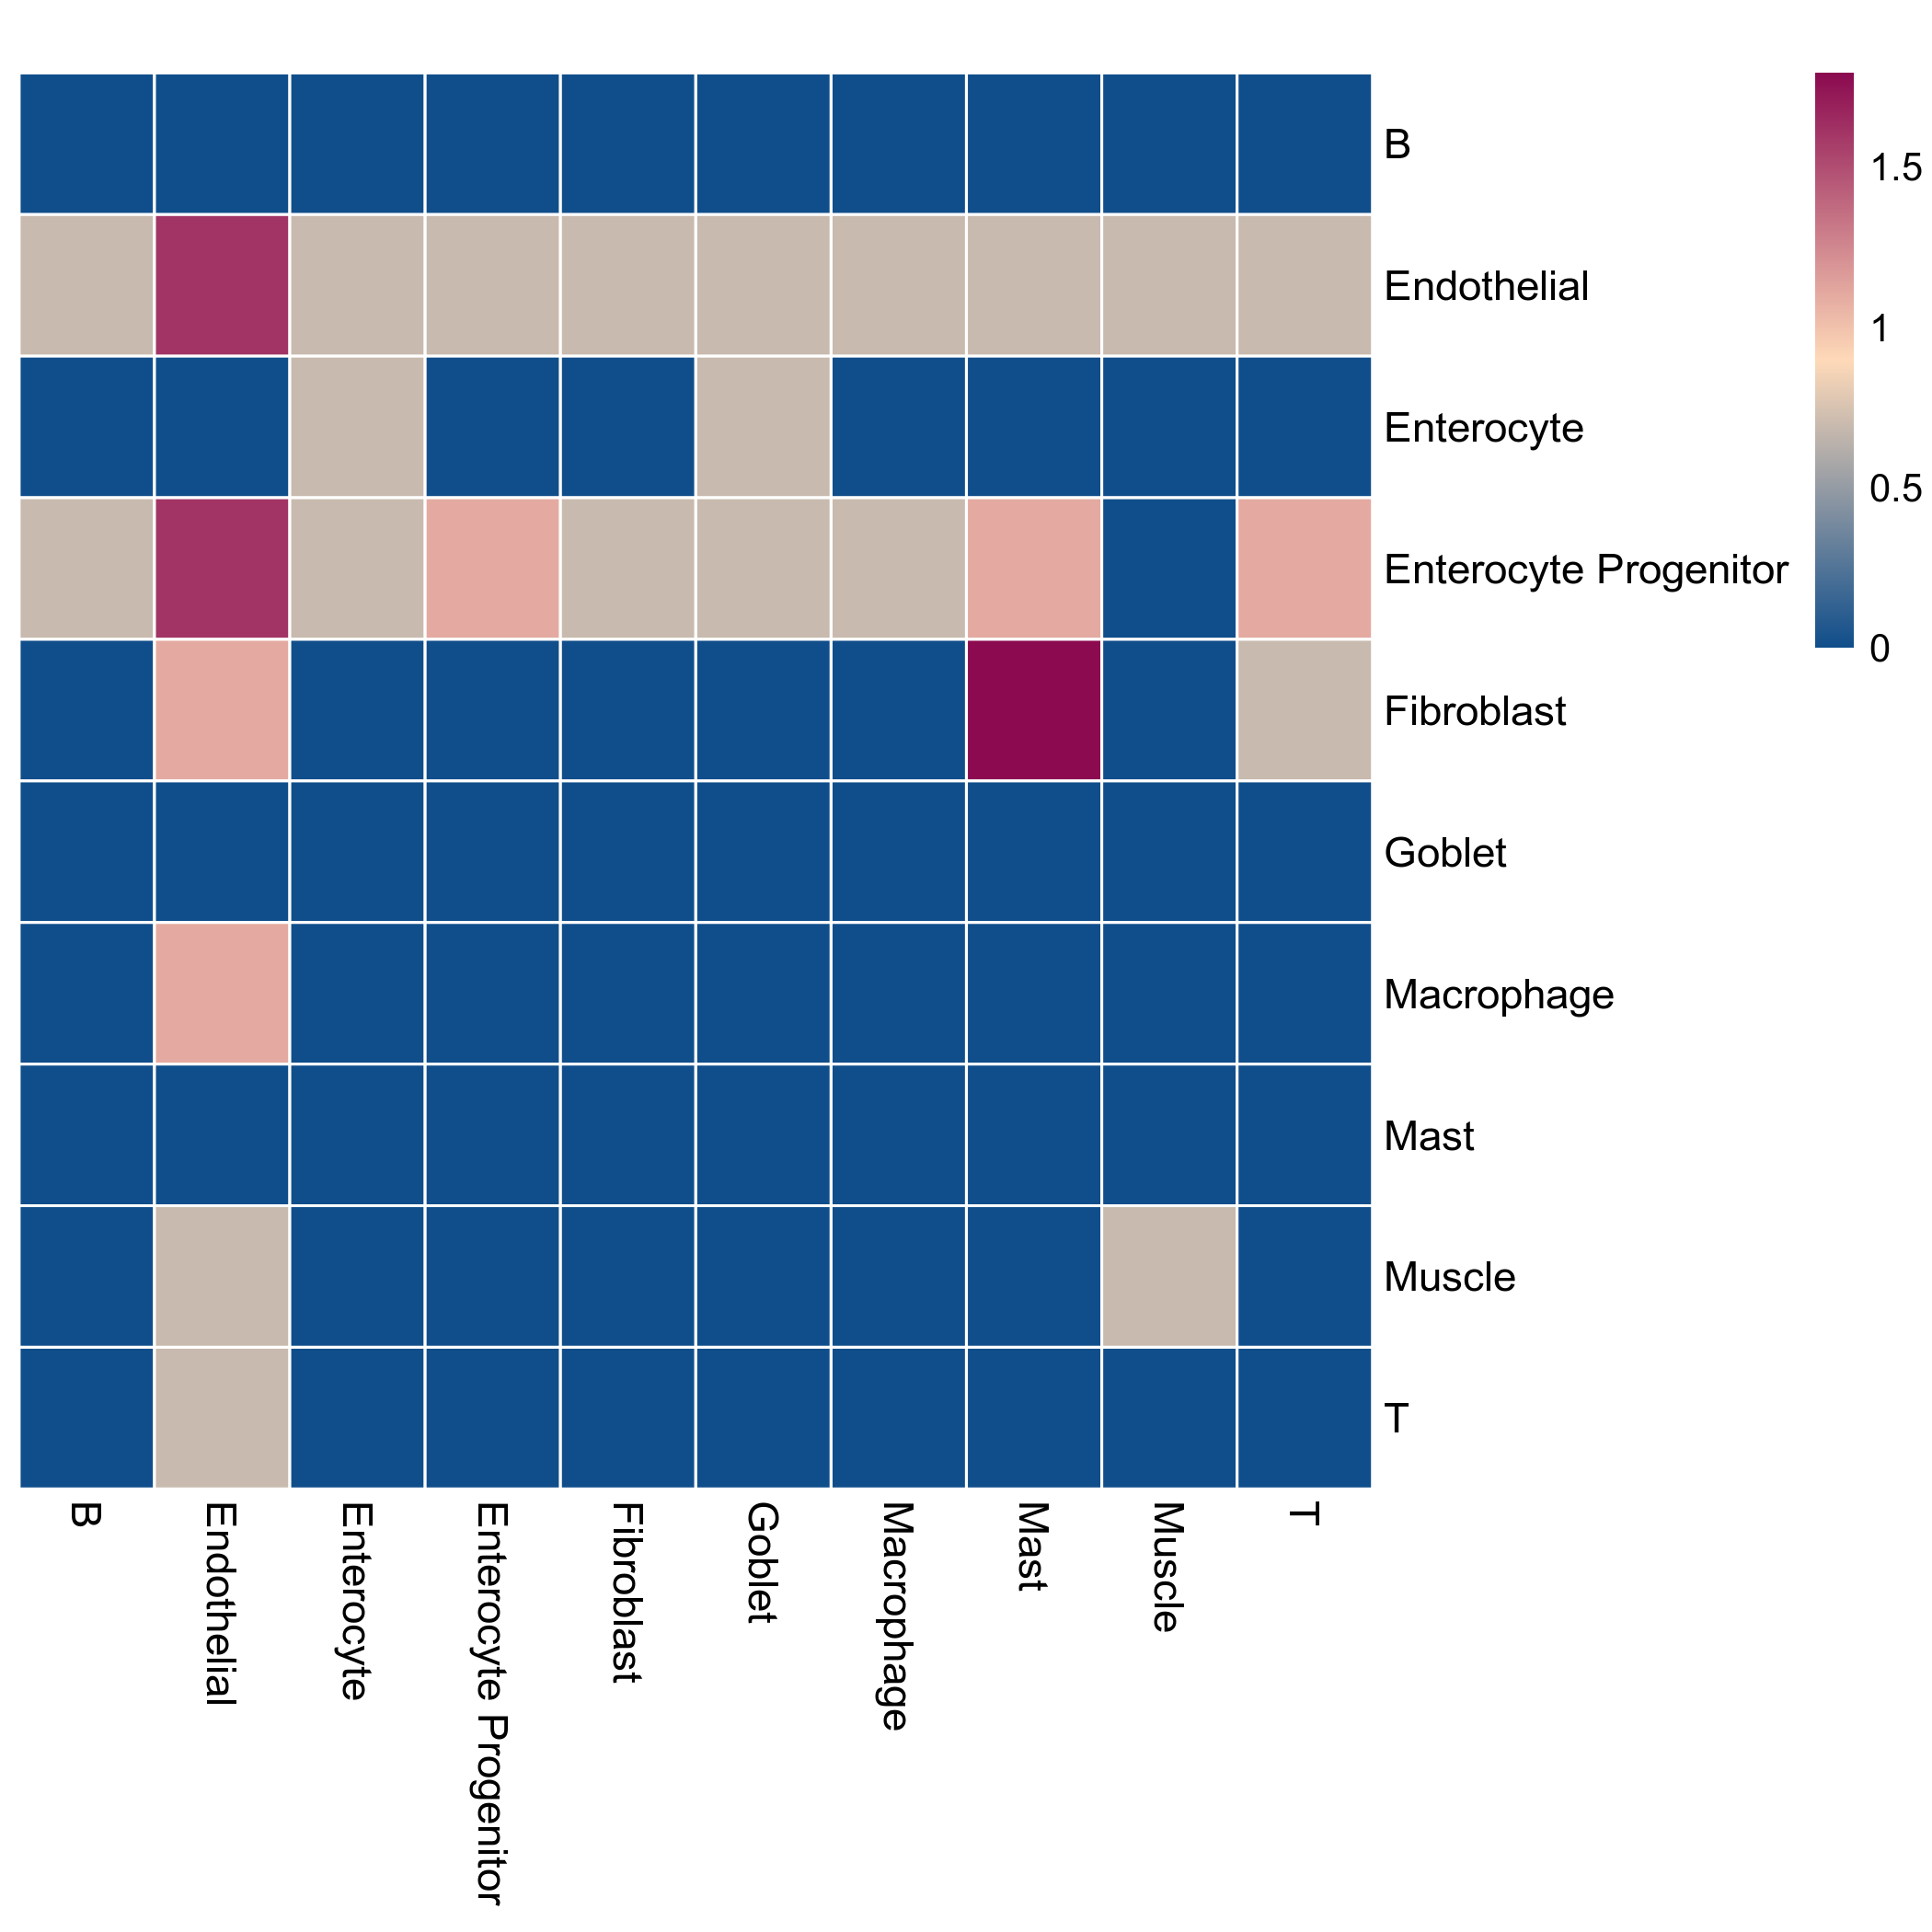 B
Endothelial
Enterocyte
Enterocyte Progenitor
Fibroblast
Goblet
Macrophage
Mast
Muscle
T
1.5
1
0.5
0
B
Endothelial
Enterocyte
Enterocyte Progenitor
Fibroblast
Goblet
Macrophage
Mast
Muscle
T